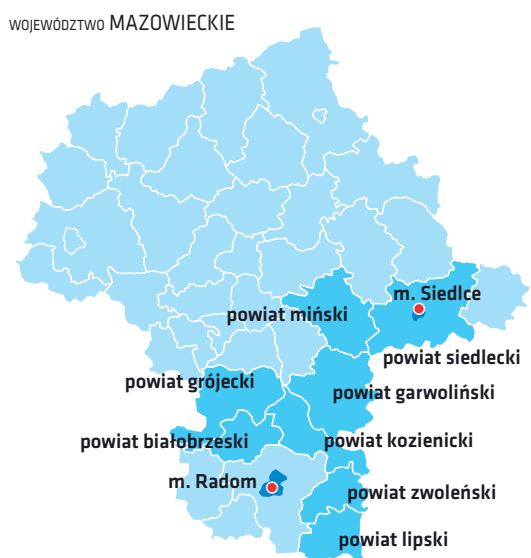 WOJEWÓDZTWO MAZOWIECKIE
m. Siedlce
powiat miński
powiat siedlecki
powiat grójecki
powiat garwoliński
powiat białobrzeski
powiat kozienicki
m. Radom
powiat zwoleński
powiat lipski